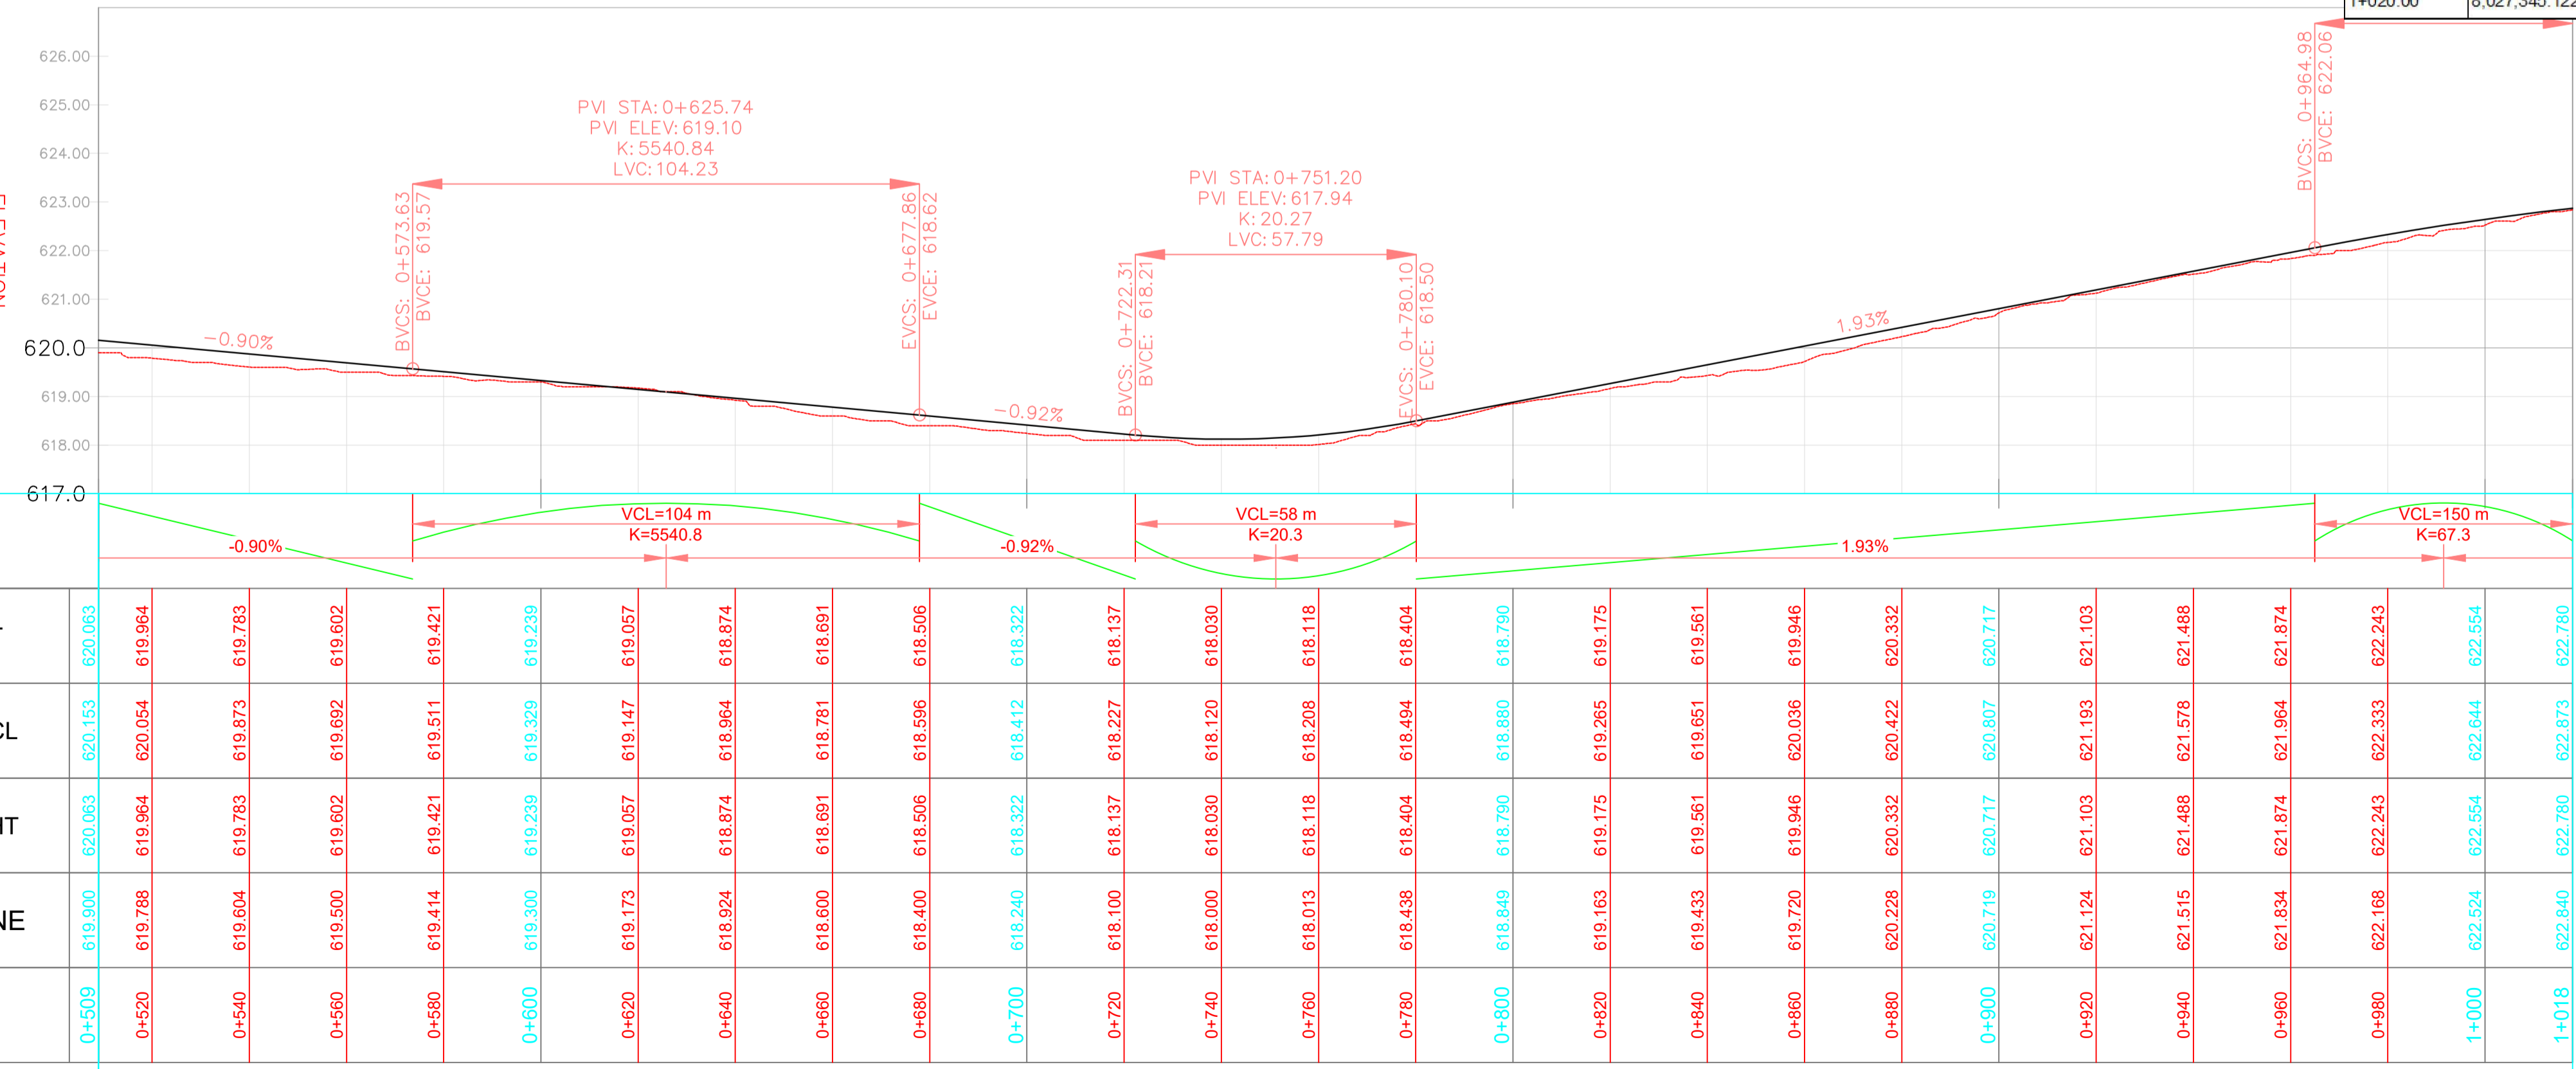 1+020.00 8,027,345.122
626.00
625.00
624.00
623.00
622.00
621.00
620.0
619.00
618.00
617.0
ELEVATION
-0.90%
BVCS: 0+573.63
BVCE: 619.57
PVI STA:0+625.74
PVI ELEV:619.10
K:5540.84
LVC:104.23
EVCS: 0+677.86
EVCE: 618.62
-0.92%
BVCS: 0+722.31
BVCE: 618.21
PVI STA:0+751.20
PVI ELEV:617.94
K:20.27
LVC:57.79
EVCS: 0+780.10
EVCE: 618.50
1.93%
BVCS: 0+964.98
BVCE: 622.06
-0.90%
VCL=104 m
K=5540.8
-0.92%
VCL=58 m
K=20.3
1.93%
VCL=150 m
K=67.3
620.063 619.964 619.783 619.602 619.421 619.239 619.057 618.874 618.691 618.506 618.322 618.137 618.030 618.118 618.404 618.790 619.175 619.561 619.946 620.332 620.717 621.103 621.488 621.874 622.243 622.554 622.780
CL 620.153 620.054 619.873 619.692 619.511 619.329 619.147 618.964 618.781 618.596 618.412 618.227 618.120 618.208 618.494 618.880 619.265 619.651 620.036 620.422 620.807 621.193 621.578 621.964 622.333 622.644 622.873
HT 620.063 619.964 619.783 619.602 619.421 619.239 619.057 618.874 618.691 618.506 618.322 618.137 618.030 618.118 618.404 618.790 619.175 619.561 619.946 620.332 620.717 621.103 621.488 621.874 622.243 622.554 622.780
NE 619.900 619.788 619.604 619.500 619.414 619.300 619.173 618.924 618.600 618.400 618.240 618.100 618.000 618.013 618.438 618.849 619.163 619.433 619.720 620.228 620.719 621.124 621.515 621.834 622.168 622.524 622.840
0+509 0+520 0+540 0+560 0+580 0+600 0+620 0+640 0+660 0+680 0+700 0+720 0+740 0+760 0+780 0+800 0+820 0+840 0+860 0+880 0+900 0+920 0+940 0+960 0+980 1+000 1+018